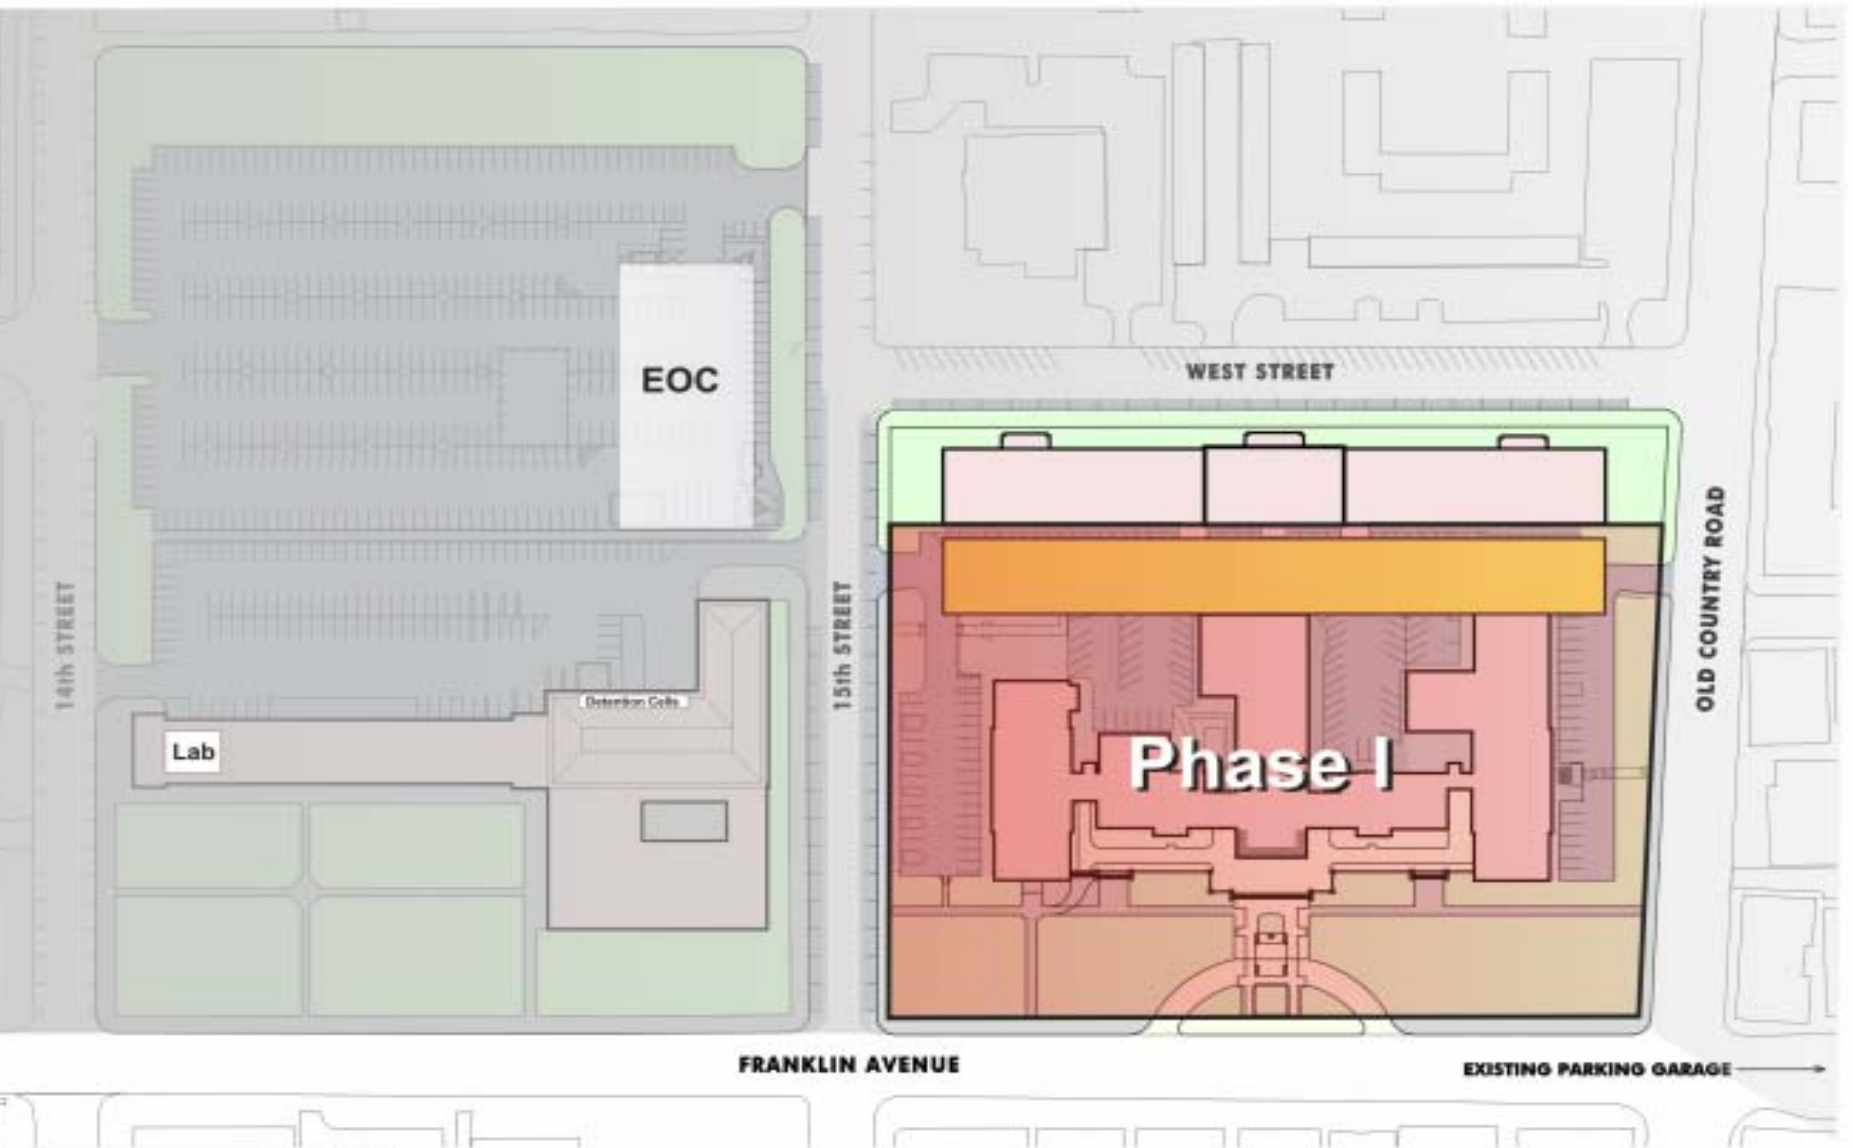 WEST STREET
EOC
OLD COUNTRY ROAD
14th STREET
15th STREET
Detention Cells
Lab
Phase I
FRANKLIN AVENUE
EXISTING PARKING GARAGE